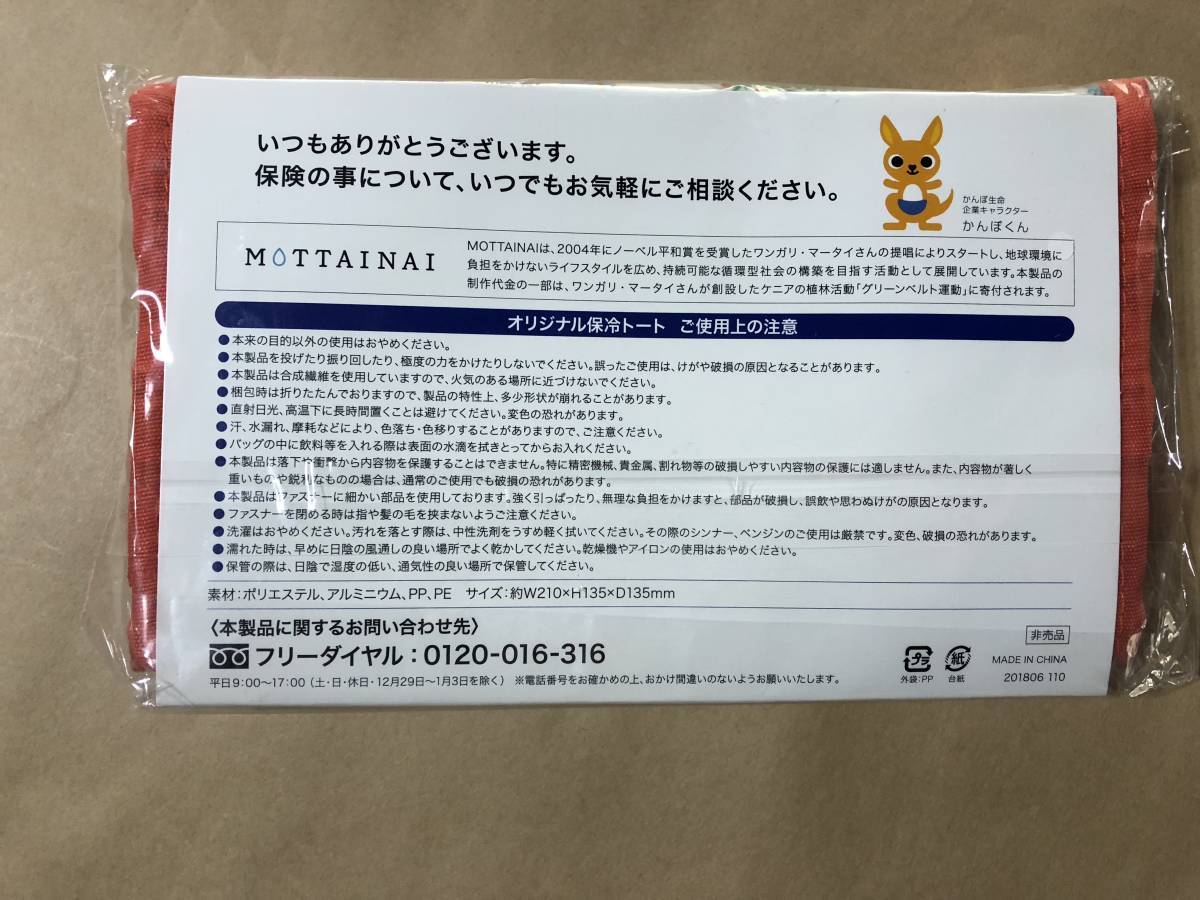 いつもありがとうございます。
保険の事について、いつでもお気軽にご相談ください。
かんぽ生命
企業キャラクター
かんぽくん
MOTTAINAI
MOTTAINAIは、2004年にノーベル平和賞を受賞したワンガリ・マータイさんの提唱によりスタートし、地球環境に
負担をかけないライフスタイルを広め、持続可能な循環型社会の構築を目指す活動として展開しています。本製品の
制作代金の一部は、ワンガリ・マータイさんが創設したケニアの植林活動「グリーンベルト運動」に寄付されます。
オリジナル保冷トート ご使用上の注意
●本来の目的以外の使用はおやめください。
●本製品を投げたり振り回したり、極度の力をかけたりしないでください。誤ったご使用は、けがや破損の原因となることがあります。
●本製品は合成繊維を使用していますので、火気のある場所に近づけないでください。
●梱包時は折りたたんでおりますので、製品の特性上、多少形状が崩れることがあります。
●直射日光、高温下に長時間置くことは避けてください。変色の恐れがあります。
●汗、水漏れ、摩耗などにより、色落ち・色移りすることがありますので、ご注意ください。
●バッグの中に飲料等を入れる際は表面の水滴を拭きとってからお入れください。
●本製品は落下や衝撃から内容物を保護することはできません。特に精密機械、貴金属、割れ物等の破損しやすい内容物の保護には適しません。また、内容物が著しく
重いものや鋭利なものの場合は、通常のご使用でも破損の恐れがあります。
●本製品はファスナーに細かい部品を使用しております。強く引っぱったり、無理な負担をかけますと、部品が破損し、誤飲や思わぬけがの原因となります。
●ファスナーを閉める時は指や髪の毛を挟まないようご注意ください。
●洗濯はおやめください。汚れを落とす際は、中性洗剤をうすめ軽く拭いてください。その際のシンナー、ベンジンのご使用は厳禁です。変色、破損の恐れがあります。
●濡れた時は、早めに日陰の風通しの良い場所でよく乾かしてください。乾燥機やアイロンの使用はおやめください。
●保管の際は、日陰で湿度の低い、通気性の良い場所で保管してください。
素材:ポリエステル、アルミニウム、PP、PE サイズ:約W210×H135×D135mm
〈本製品に関するお問い合わせ先〉
フリーダイヤル:0120-016-316
平日9:00〜17:00(土・日・休日・12月29日〜1月3日を除く) ※電話番号をお確かめの上、おかけ間違いのないようお願いいたします。
プラ
外袋:PP
紙
台紙
非売品
MADE IN CHINA
201806 110